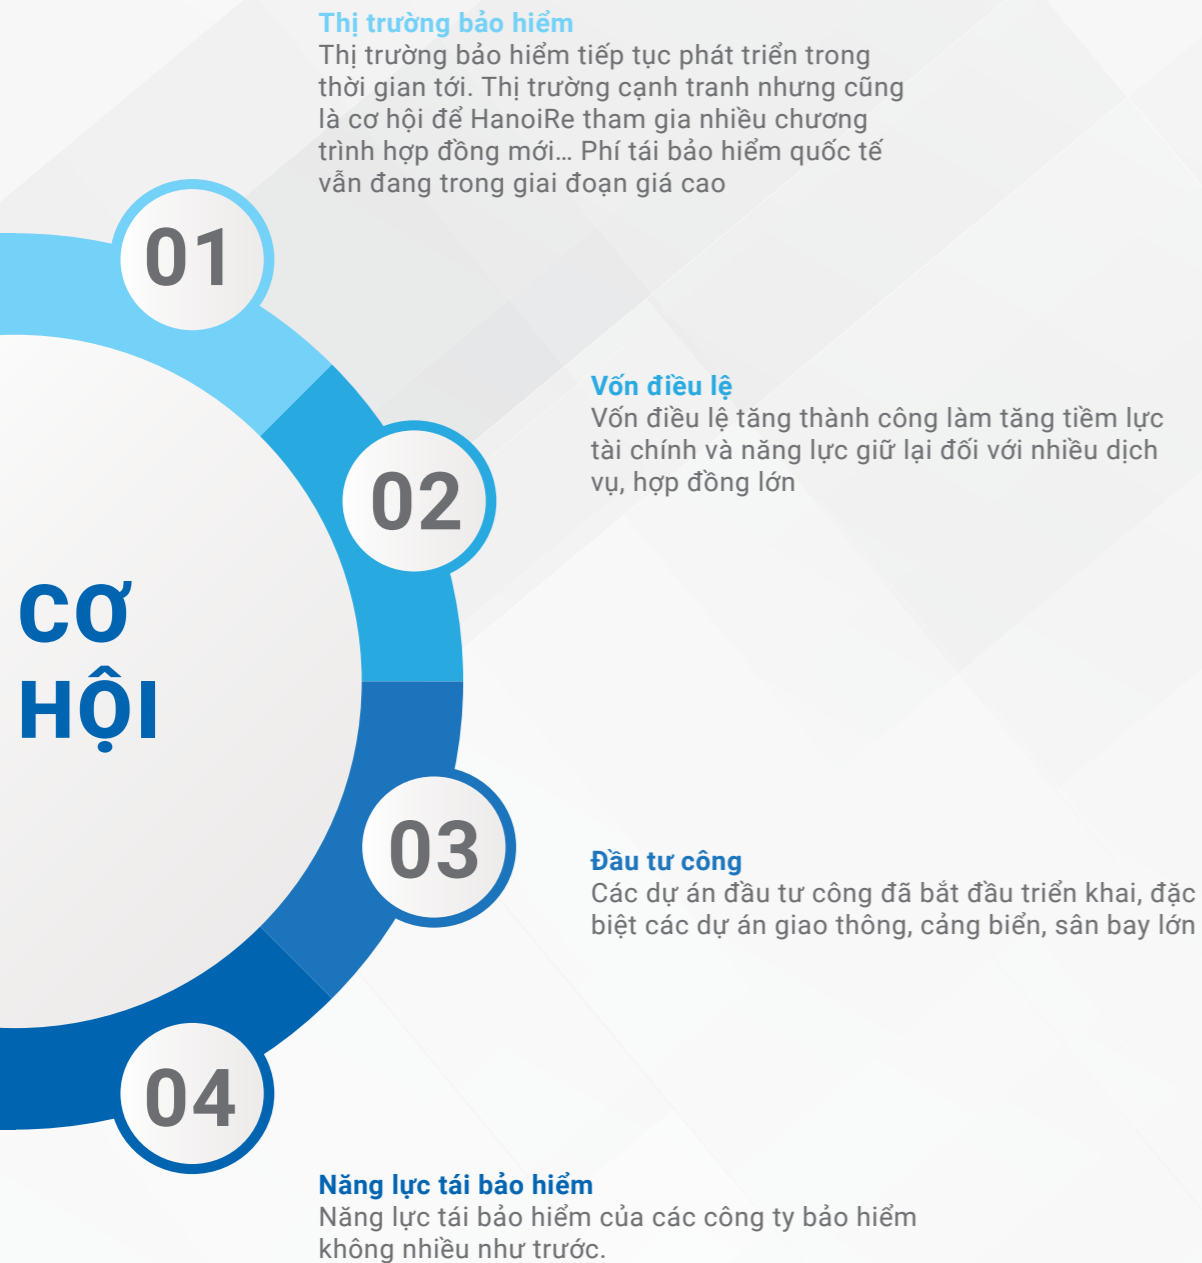 Thị trường bảo hiểm
Thị trường bảo hiểm tiếp tục phát triển trong
thời gian tới. Thị trường cạnh tranh nhưng cũng
là cơ hội để HanoiRe tham gia nhiều chương
trình hợp đồng mới... Phí tái bảo hiểm quốc tế
vẫn đang trong giai đoạn giá cao
01
Vốn điều lệ
Vốn điều lệ tăng thành công làm tăng tiềm lực
tài chính và năng lực giữ lại đối với nhiều dịch
vụ, hợp đồng lớn
02
CƠ
HỘI
03
Đầu tư công
Các dự án đầu tư công đã bắt đầu triển khai, đặc
biệt các dự án giao thông, cảng biển, sân bay lớn
04
Năng lực tái bảo hiểm
Năng lực tái bảo hiểm của các công ty bảo hiểm
không nhiều như trước.